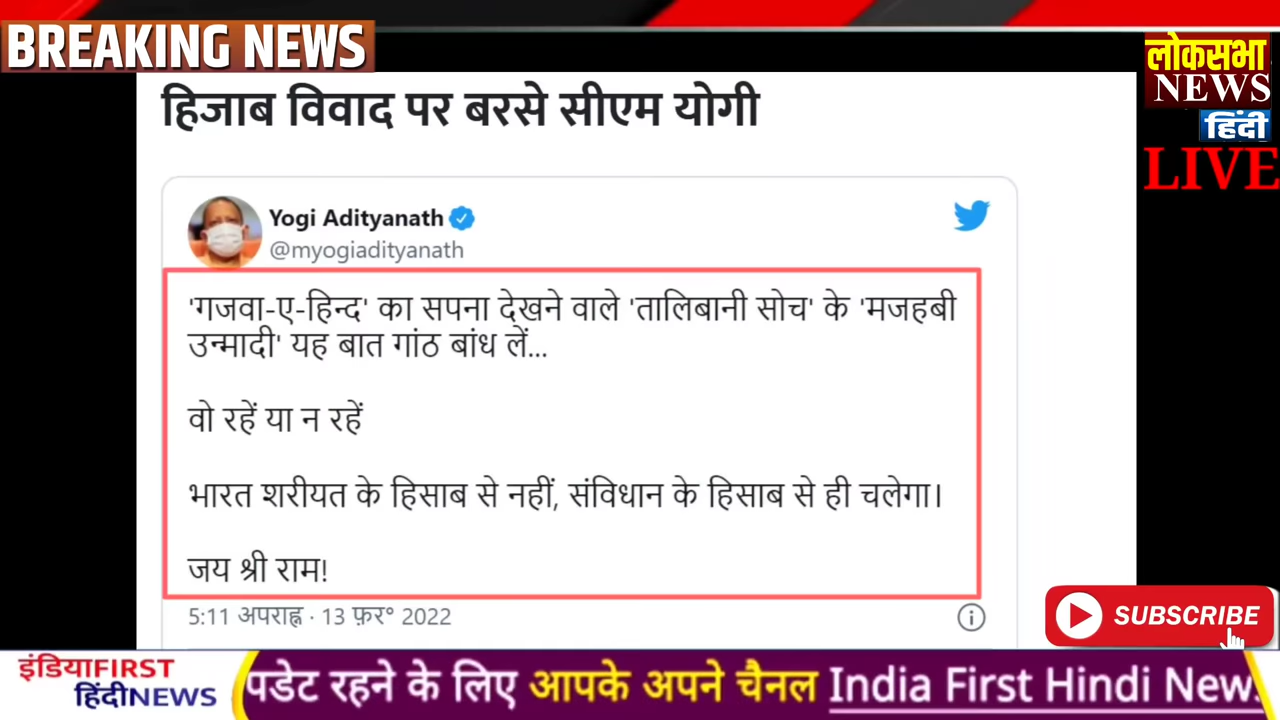 BREAKING NEWS
लोकसभा
NEWS
हिंदी
LIVE
हिजाब विवाद पर बरसे सीएम योगी
Yogi Adityanath
@myogiadityanath
'गजवा-ए-हिन्द' का सपना देखने वाले 'तालिबानी सोच' के 'मजहबी
उन्मादी' यह बात गांठ बांध लें...
वो रहें या न रहें
भारत शरीयत के हिसाब से नहीं, संविधान के हिसाब से ही चलेगा।
जय श्री राम!
5:11 अपराह्न · 13 फ़र॰ 2022
SUBSCRIBE
इंडियाFIRST
हिंदीNEWS
पडेट रहने के लिए आपके अपने चैनल India First Hindi New